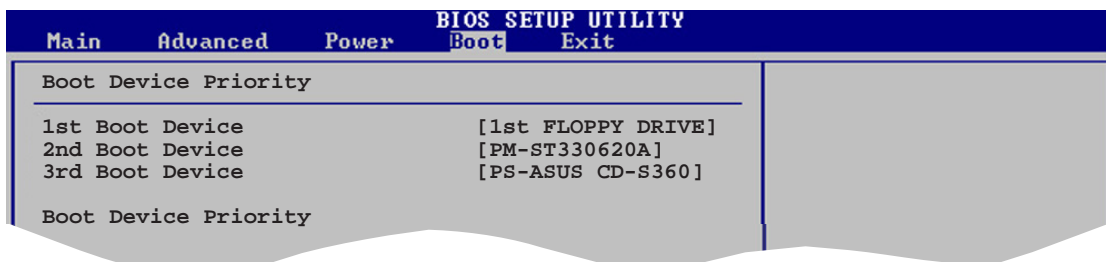 BIOS SETUP UTILITY
Main Advanced Power Boot Exit
Boot Device Priority
1st Boot Device [1st FLOPPY DRIVE]
2nd Boot Device [PM-ST330620A]
3rd Boot Device [PS-ASUS CD-S360]
Boot Device Priority